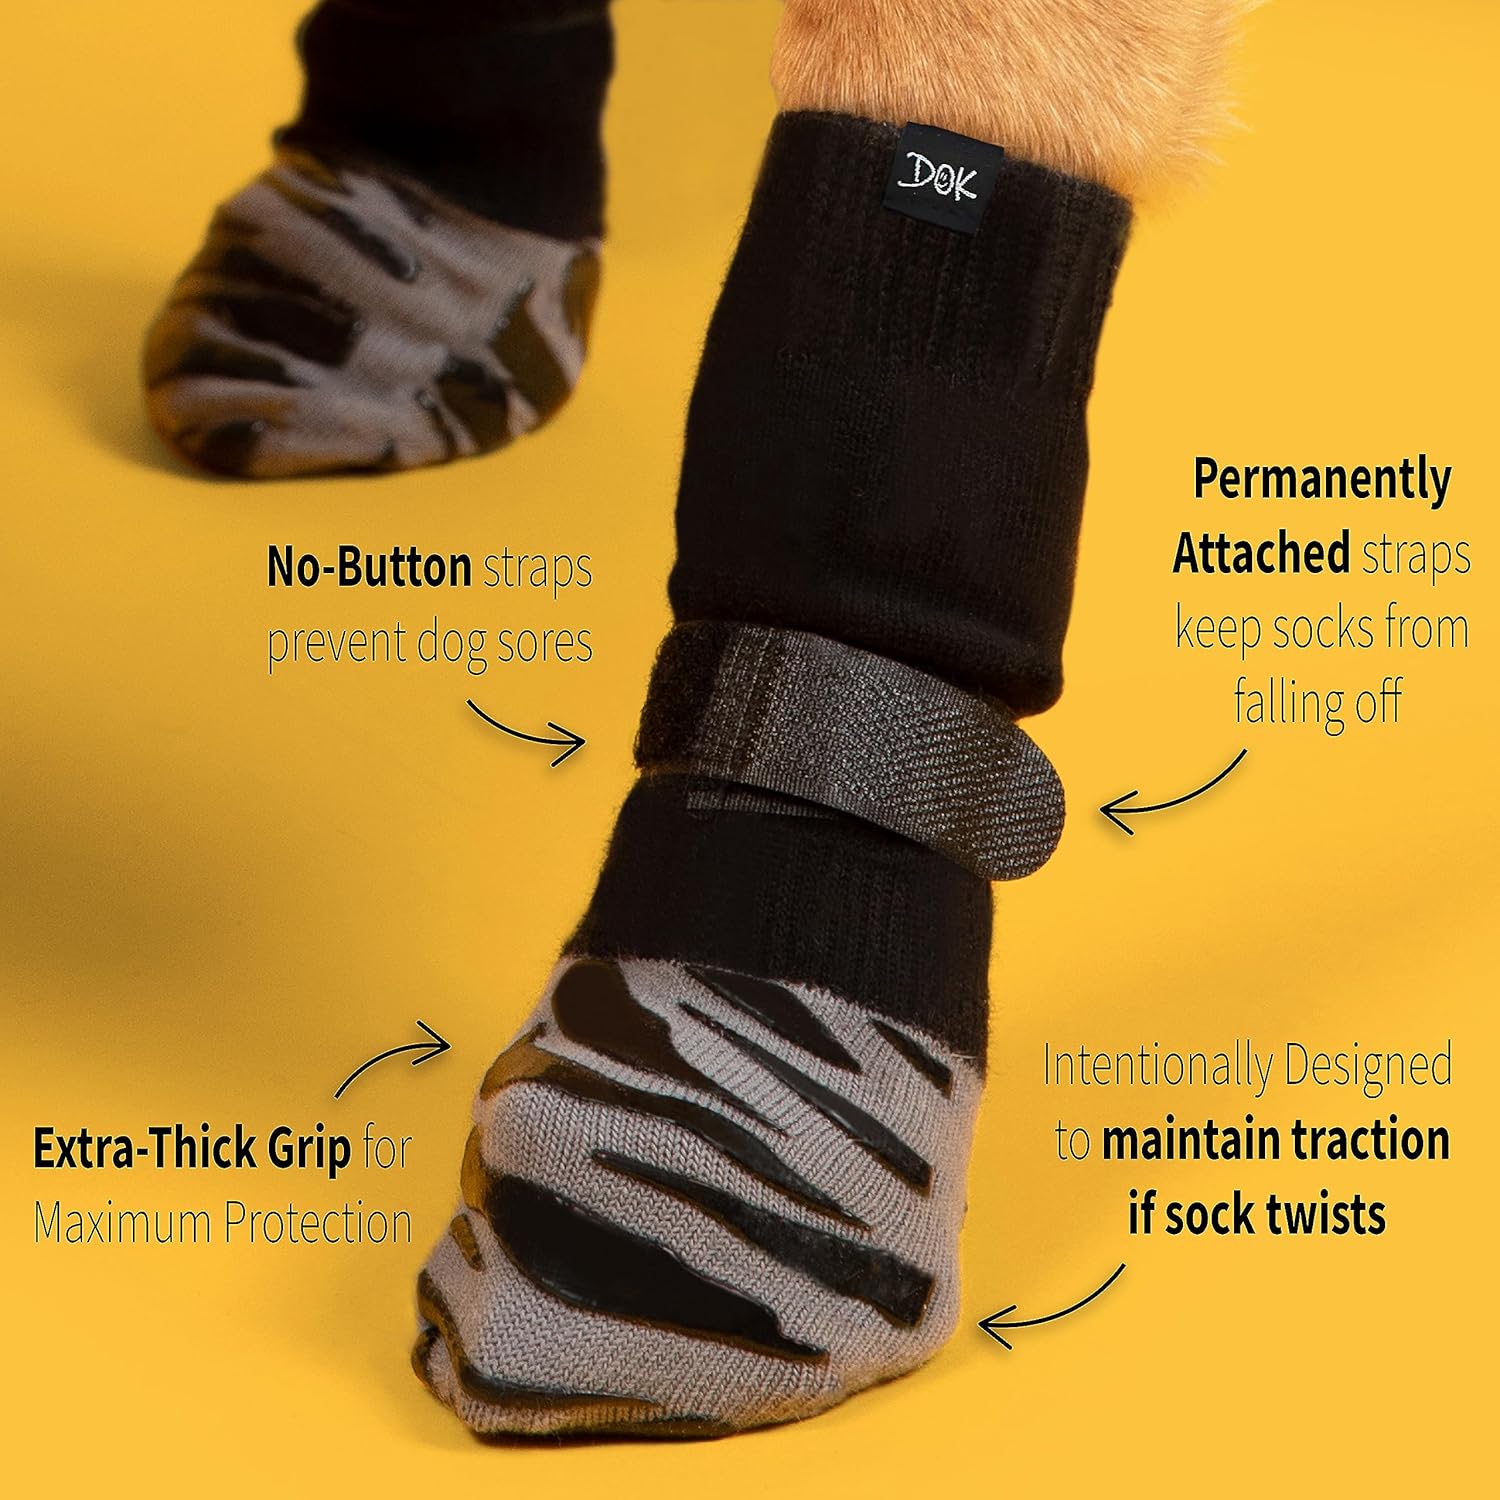 DOK
No-Button straps
prevent dog sores
Permanently
Attached straps
keep socks from
falling off
Extra-Thick Grip for
Maximum Protection
Intentionally Designed
to maintain traction
if sock twists